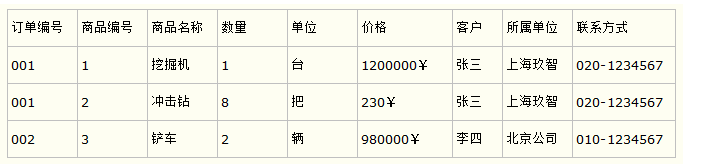 订单编号 商品编号 商品名称 数量 单位 价格 客户 所属单位 联系方式
001 1 挖掘机 1 台 1200000￥ 张三 上海玖智 020-1234567
001 2 冲击钻 8 把 230￥ 张三 上海玖智 020-1234567
002 3 铲车 2 辆 980000￥ 李四 北京公司 010-1234567